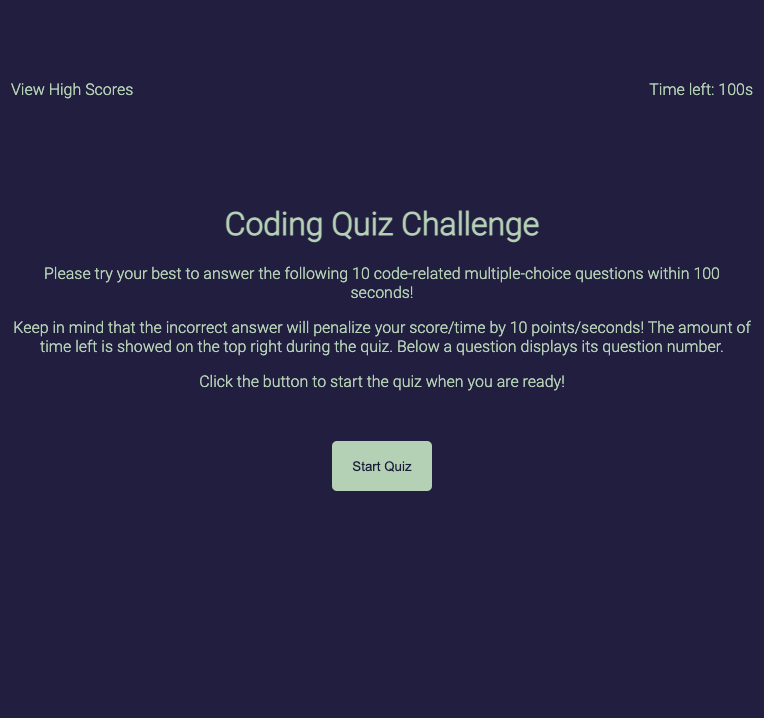 View High Scores
Time left: 100s
Coding Quiz Challenge
Please try your best to answer the following 10 code-related multiple-choice questions within 100
seconds!
Keep in mind that the incorrect answer will penalize your score/time by 10 points/seconds! The amount of
time left is showed on the top right during the quiz. Below a question displays its question number.
Click the button to start the quiz when you are ready!
Start Quiz